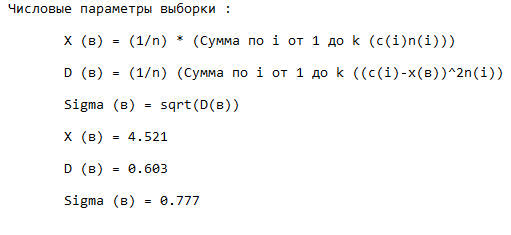 Числовые параметры выборки :
X (в) = (1/n) * (Сумма по i от 1 до k (c(i)n(i)))
D (в) = (1/n) (Сумма по i от 1 до k ((c(i)-x(в))^2n(i))
Sigma (в) = sqrt(D(в))
X (в) = 4.521
D (в) = 0.603
Sigma (в) = 0.777